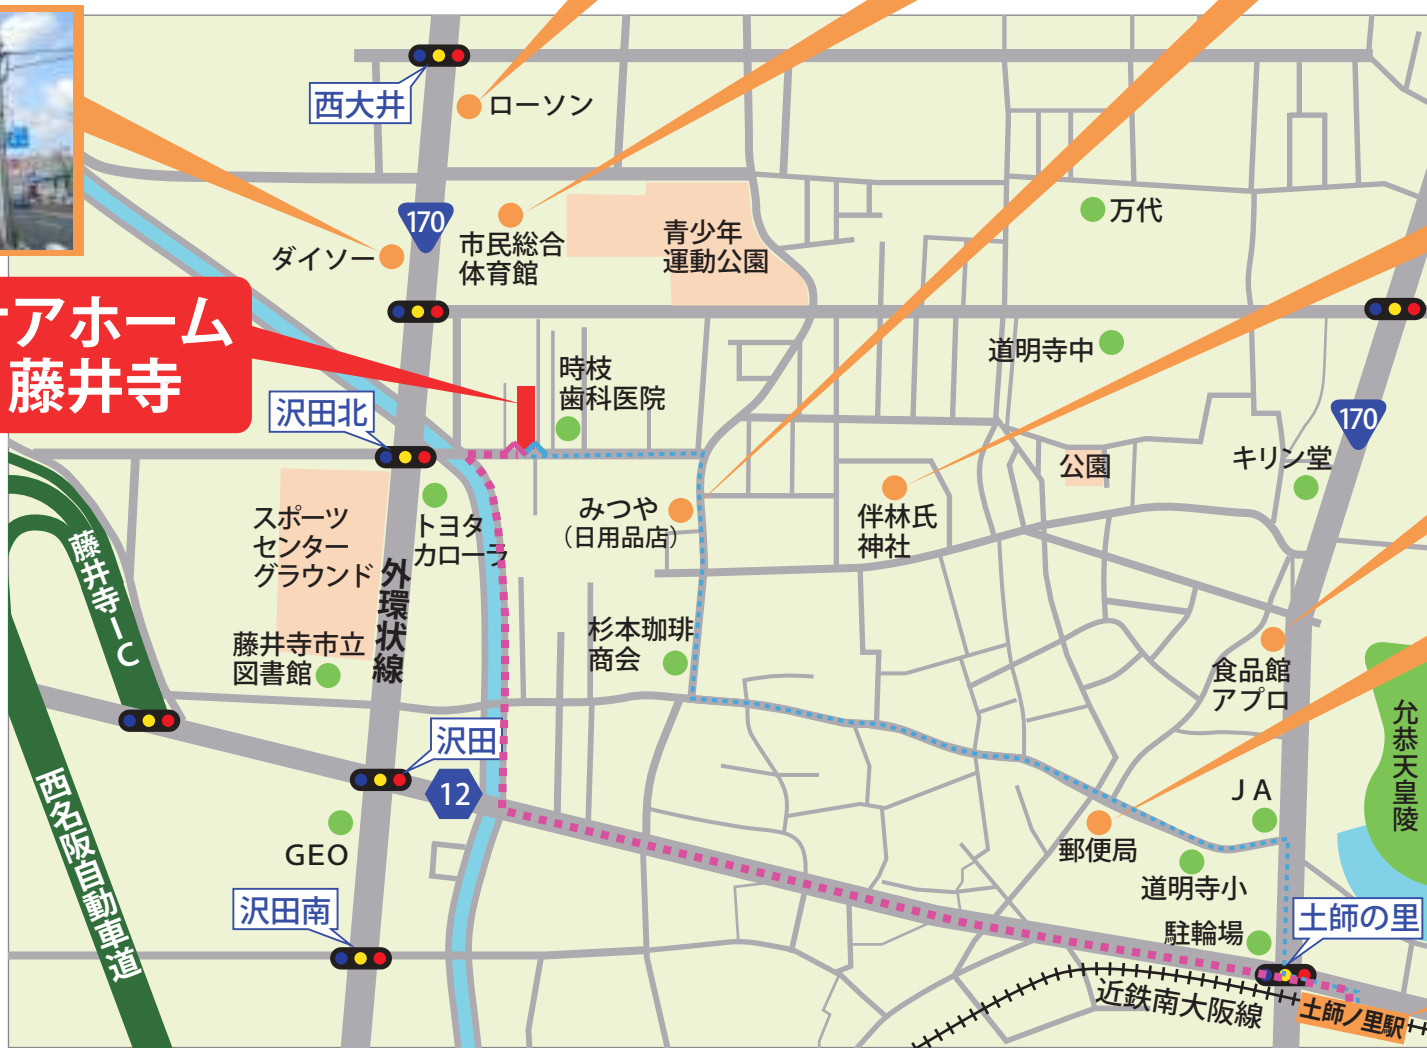 西大井
ローソン
170
ダイソー
市民総合
体育館
青少年
運動公園
万代
アホーム
藤井寺
沢田北
時枝
歯科医院
道明寺中
170
キリン堂
公園
スポーツ
センター
グラウンド
トヨタ
カローラ
みつや
(日用品店)
伴林氏
神社
藤井寺IC
外環状線
藤井寺市立
図書館
杉本珈琲
商会
食品館
アプロ
允恭天皇陵
沢田
12
西名阪自動車道
GEO
JA
郵便局
道明寺小
沢田南
駐輪場
土師の里
近鉄南大阪線
土師ノ里駅